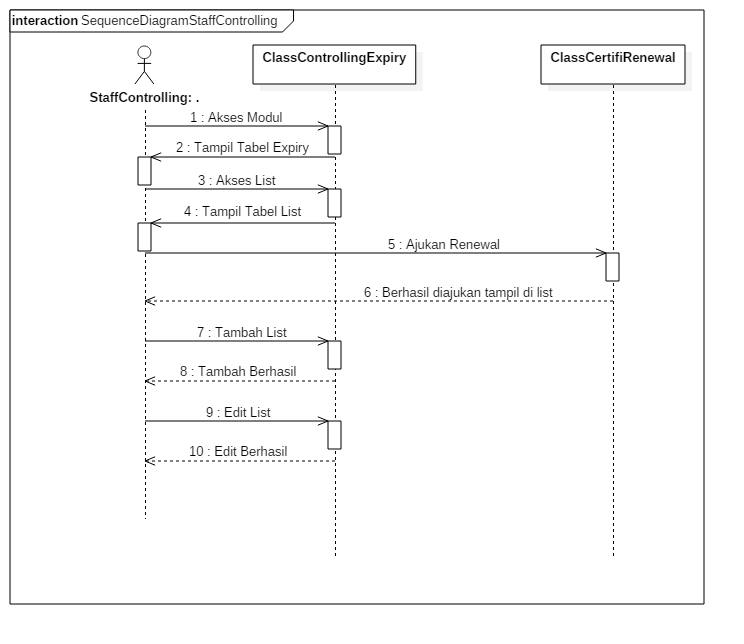 interaction SequenceDiagramStaffControlling
ClassControllingExpiry
ClassCertifiRenewal
StaffControlling: .
1 : Akses Modul
2 : Tampil Tabel Expiry
3 : Akses List
4 : Tampil Tabel List
5 : Ajukan Renewal
6 : Berhasil diajukan tampil di list
7 : Tambah List
8 : Tambah Berhasil
9 : Edit List
10 : Edit Berhasil